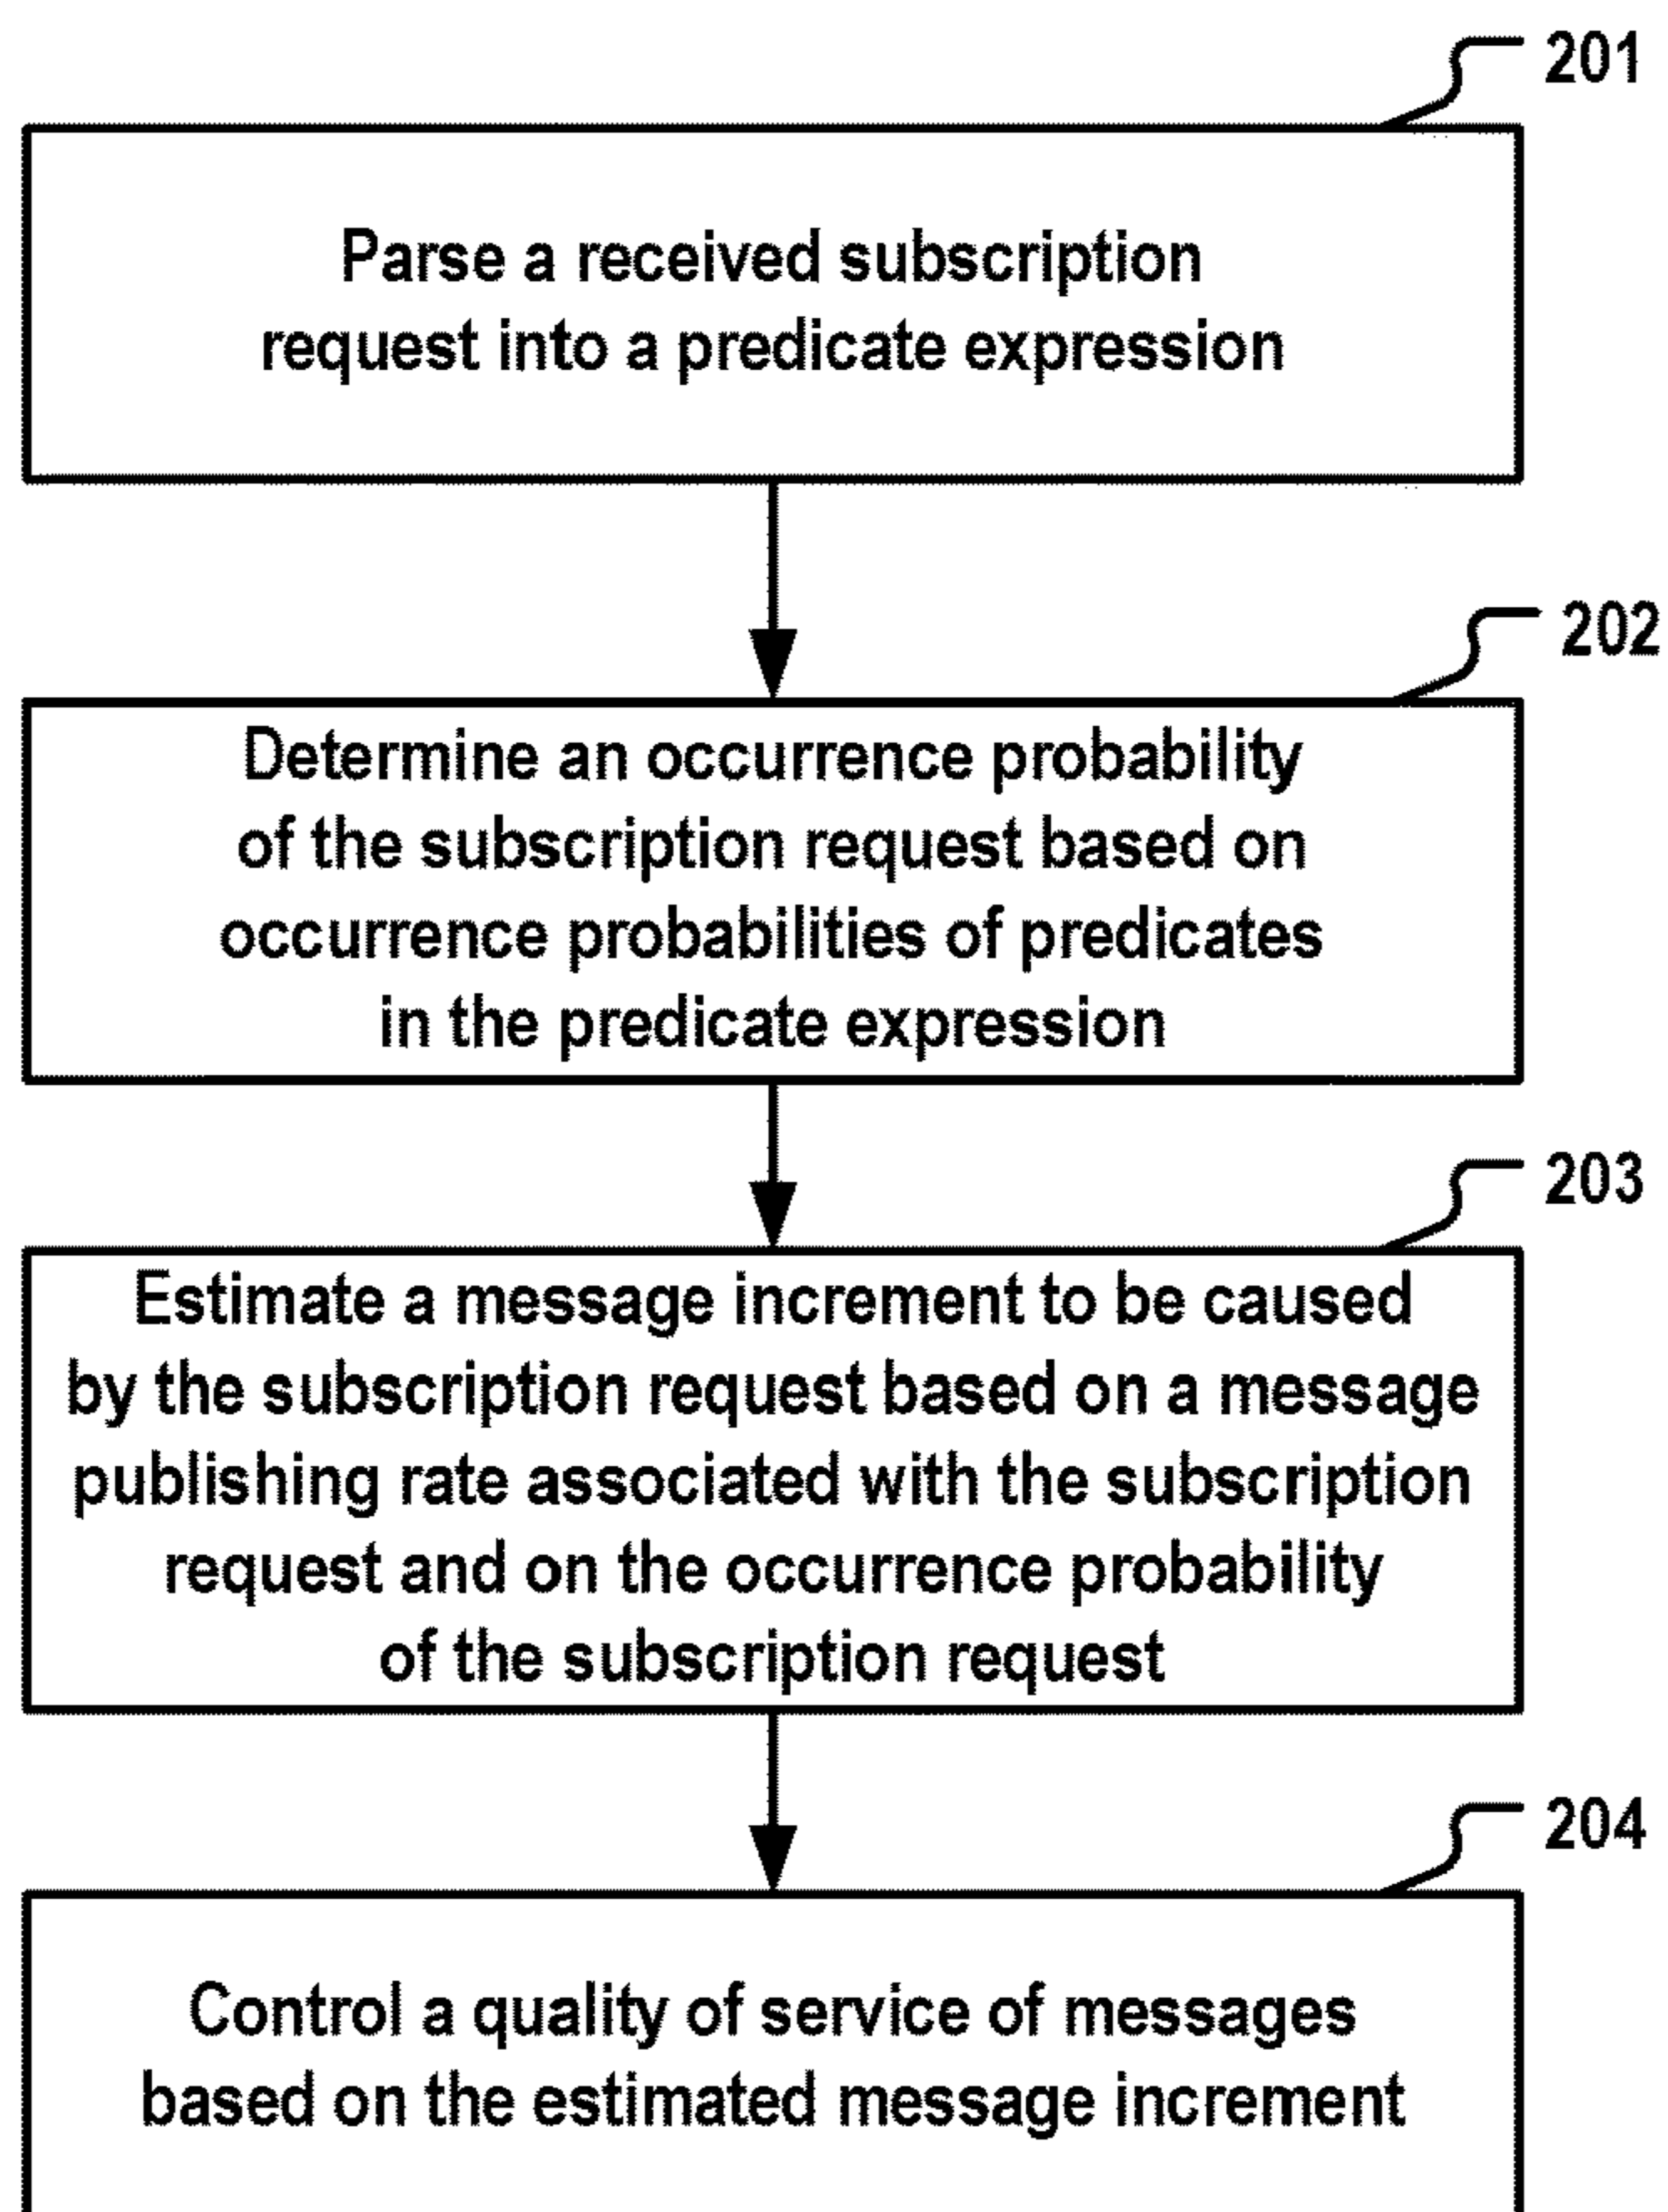 201
Parse a received subscription
request into a predicate expression
202
Determine an occurrence probability
of the subscription request based on
occurrence probabilities of predicates
in the predicate expression
203
Estimate a message increment to be caused
by the subscription request based on a message
publishing rate associated with the subscription
request and on the occurrence probability
of the subscription request
204
Control a quality of service of messages
based on the estimated message increment